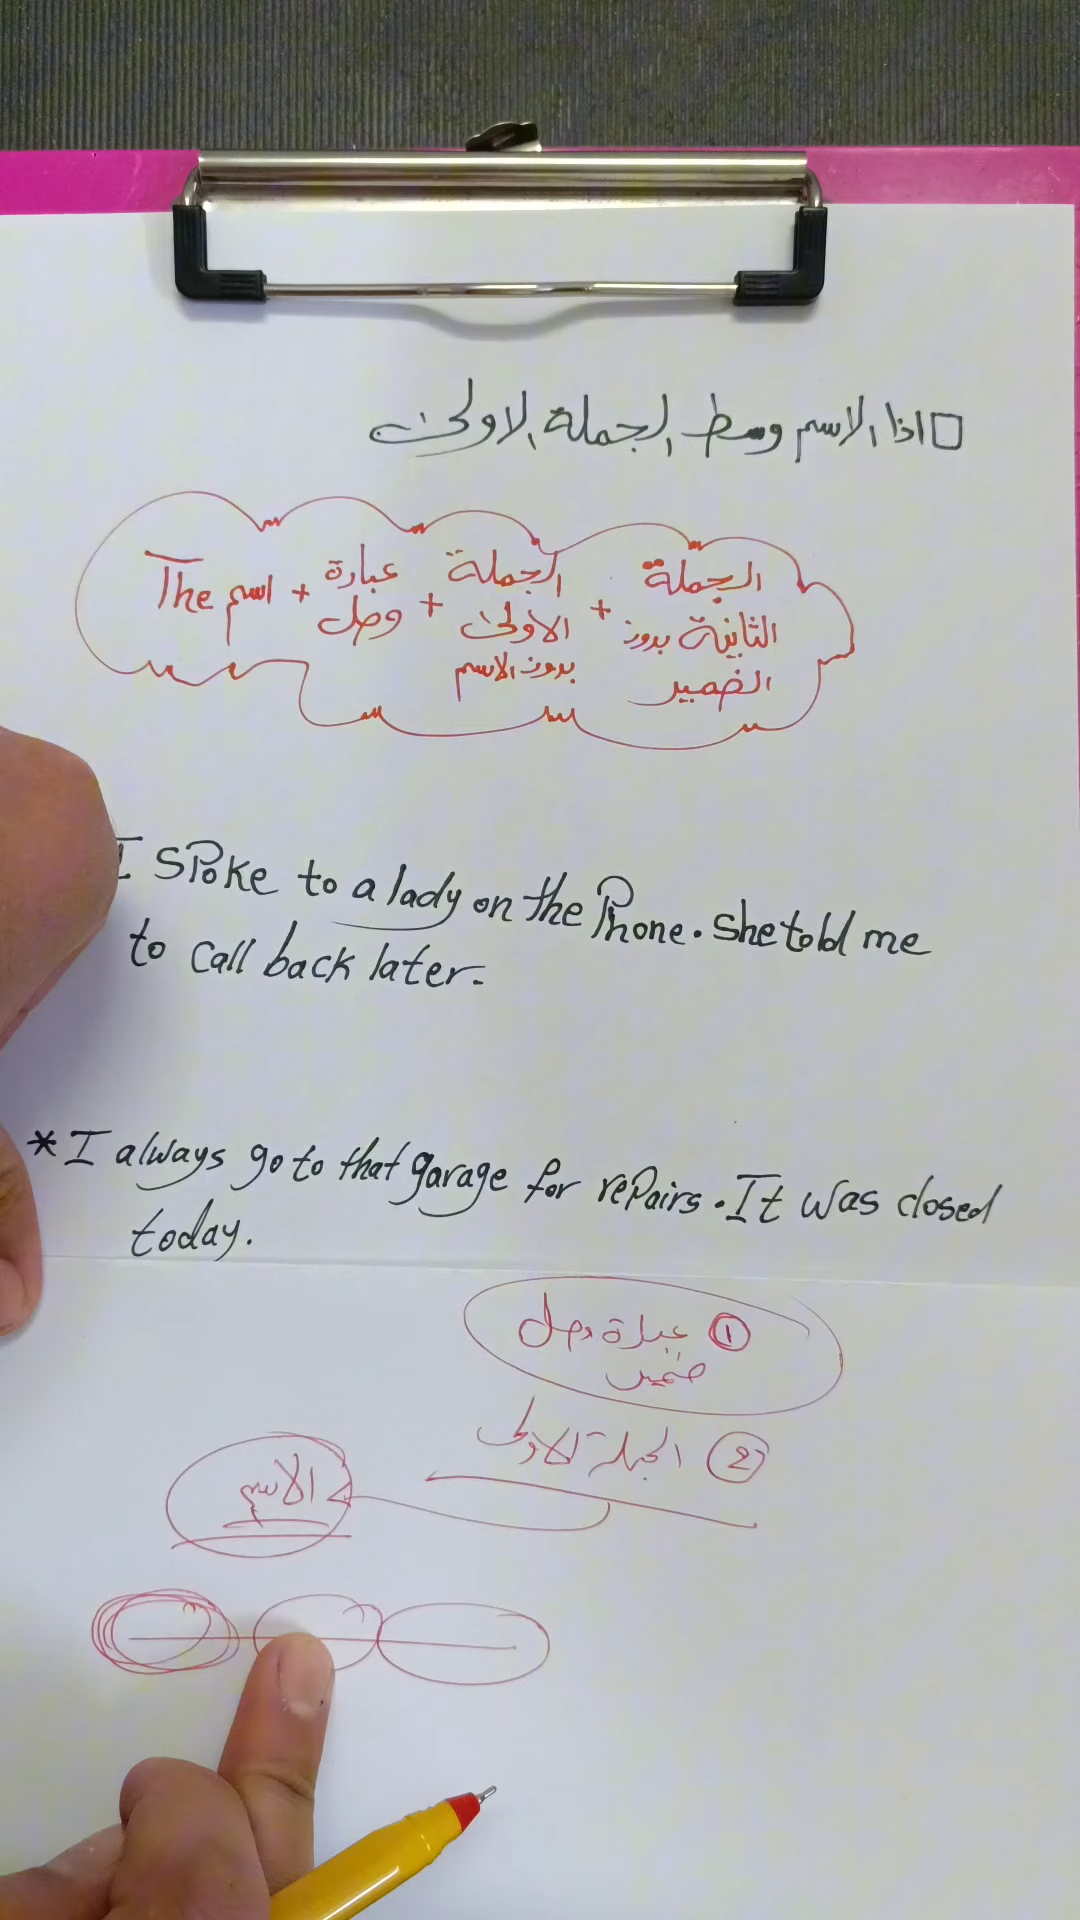 □ اذا الاسم وسط الجملة الاولى
The اسم + عبارة وصل + الجملة الأولى بدون الاسم + الجملة الثانية بدون الضمير
I spoke to a lady on the Phone. she told me
to call back later.
* I always go to that garage for repairs. It was closed
today.
① عبارة وصل
ضمير
② الجملة الاولى
الاسم